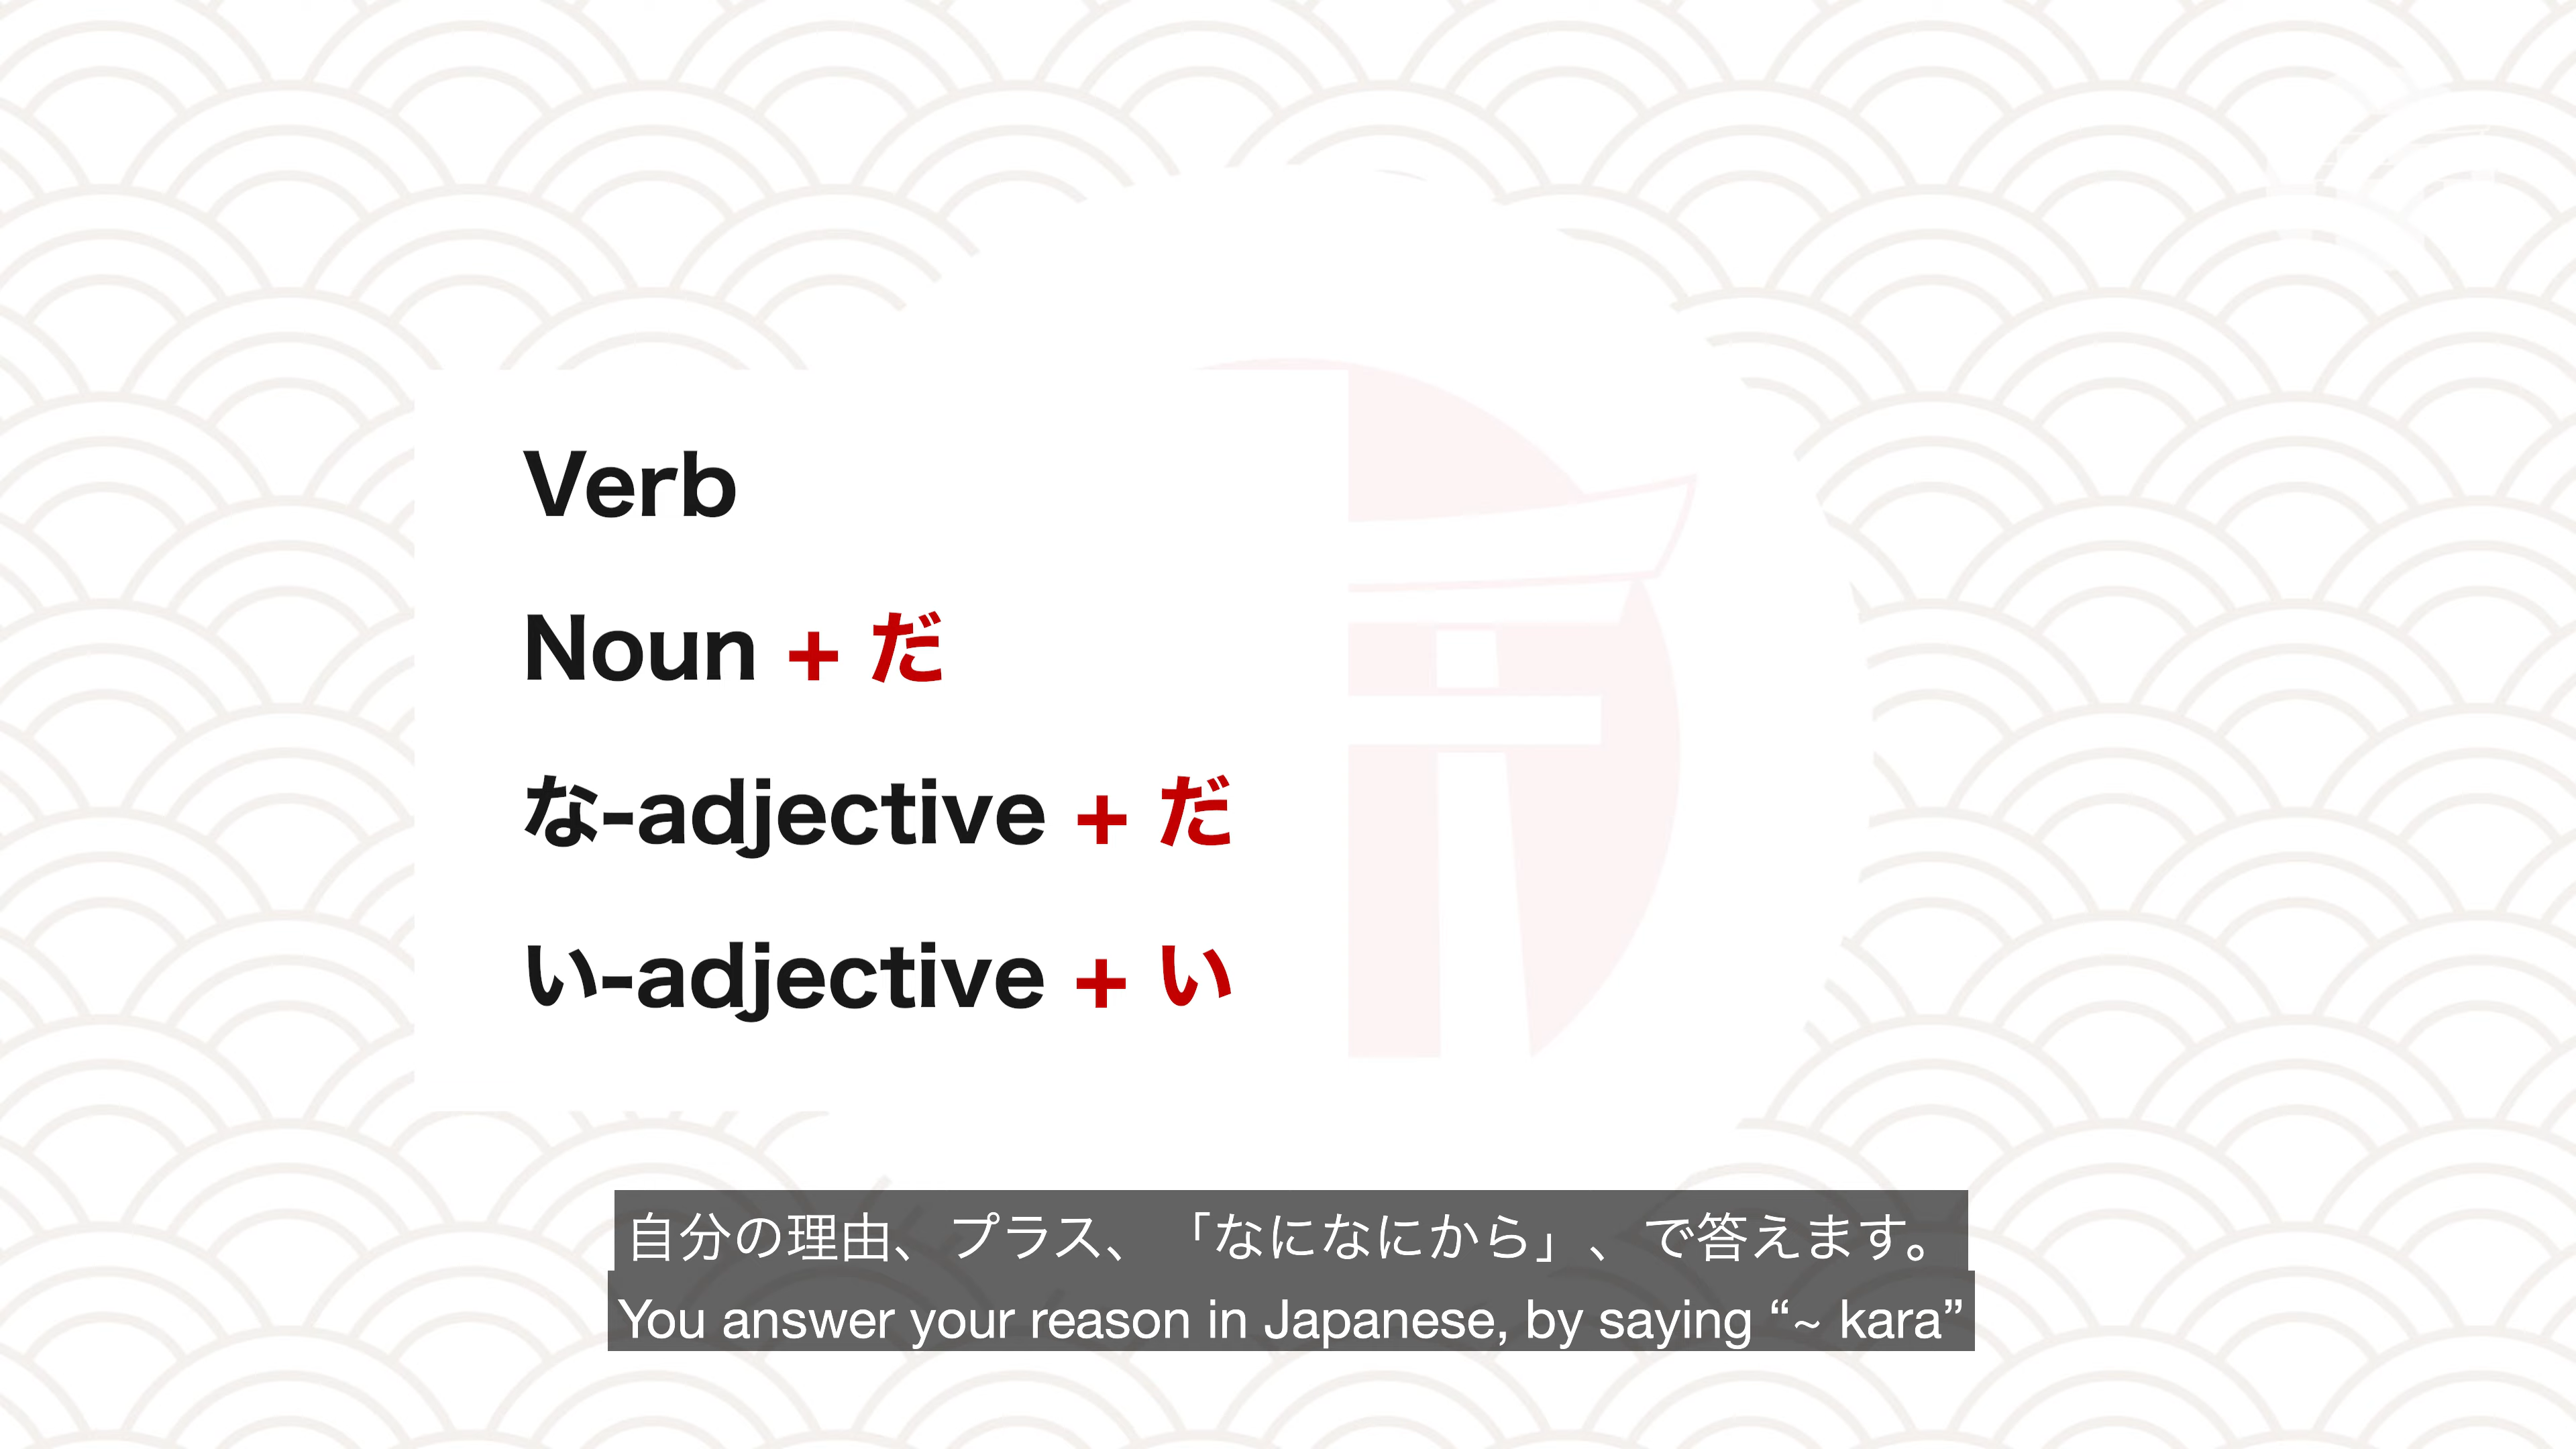 Verb
Noun + だ
な-adjective + だ
い-adjective + い
自分の理由、プラス、「なになにから」、で答えます。
You answer your reason in Japanese, by saying “~ kara”